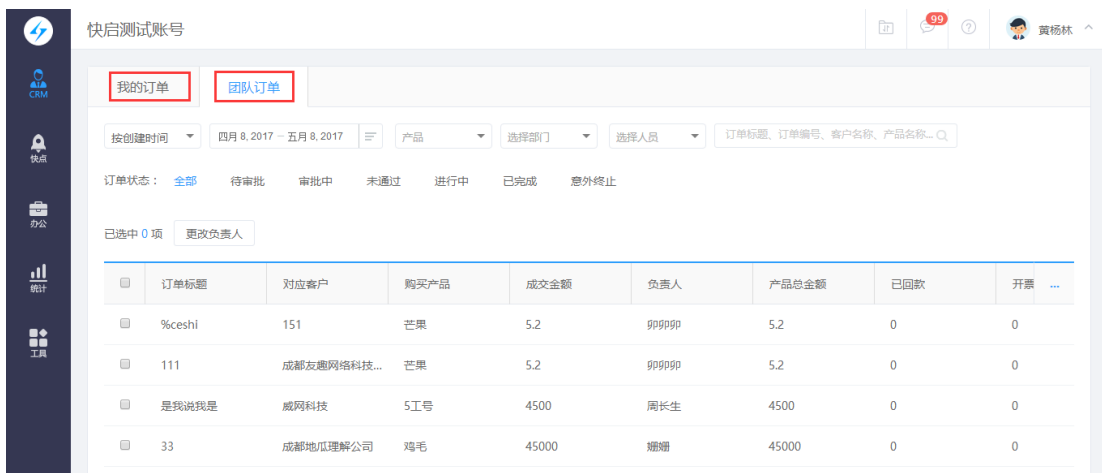 快启测试账号 99 黄杨林
CRM
快点
办公
统计
工具
我的订单 团队订单
按创建时间 四月 8, 2017 - 五月 8, 2017 产品 选择部门 选择人员 订单标题、订单编号、客户名称、产品名称...
订单状态： 全部 待审批 审批中 未通过 进行中 已完成 意外终止
已选中 0 项 更改负责人
订单标题 对应客户 购买产品 成交金额 负责人 产品总金额 已回款 开票 ...
%ceshi 151 芒果 5.2 卯卯卯 5.2 0 0
111 成都友趣网络科技... 芒果 5.2 卯卯卯 5.2 0 0
是我说我是 威网科技 5工号 4500 周长生 4500 0 0
33 成都地瓜理解公司 鸡毛 45000 姗姗 45000 0 0